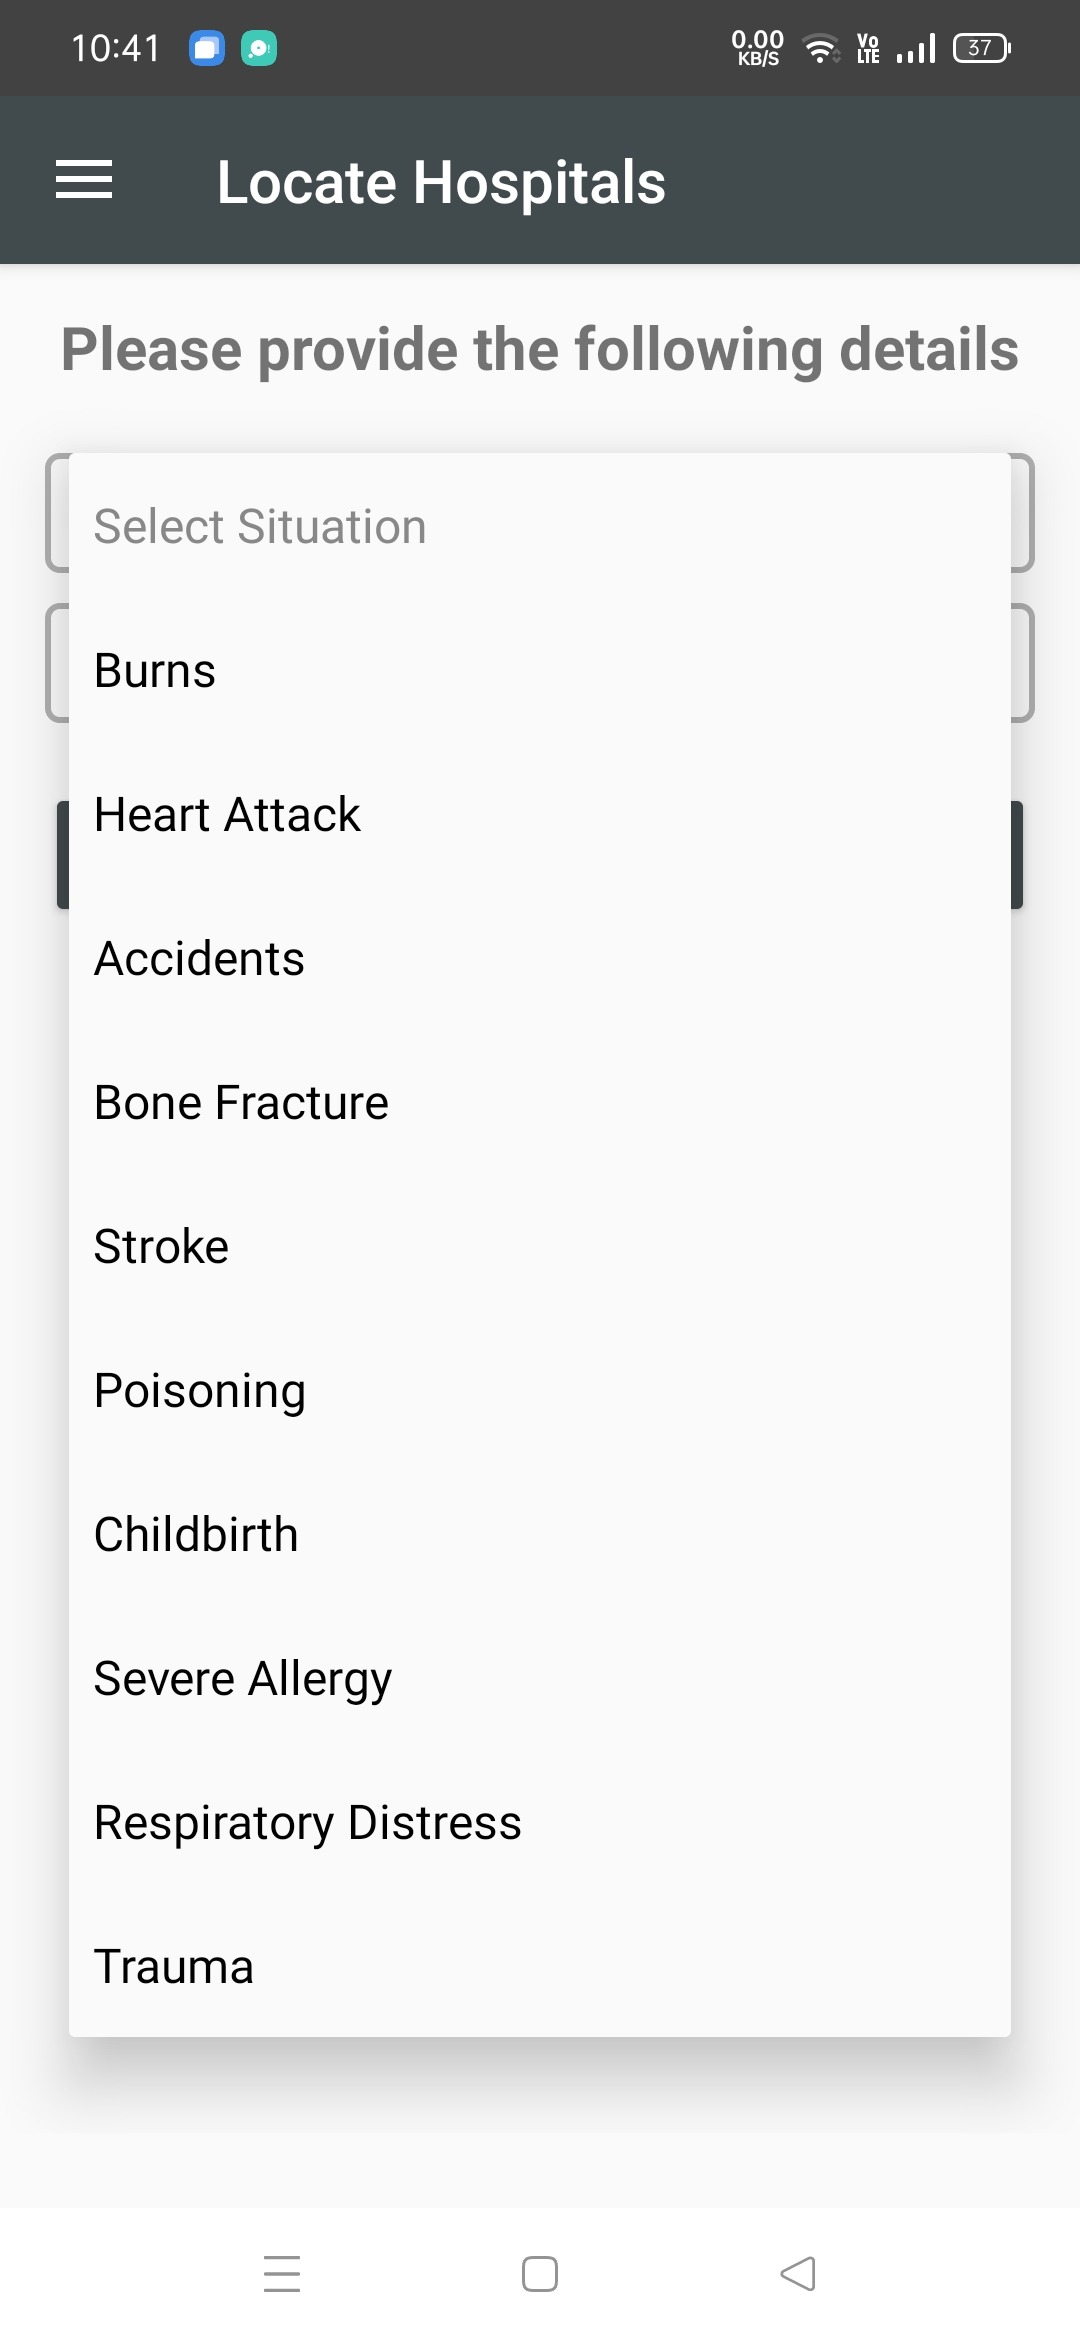 10:41
0.00
KB/S
Vo
LTE
37
Locate Hospitals
Please provide the following details
Select Situation
Burns
Heart Attack
Accidents
Bone Fracture
Stroke
Poisoning
Childbirth
Severe Allergy
Respiratory Distress
Trauma